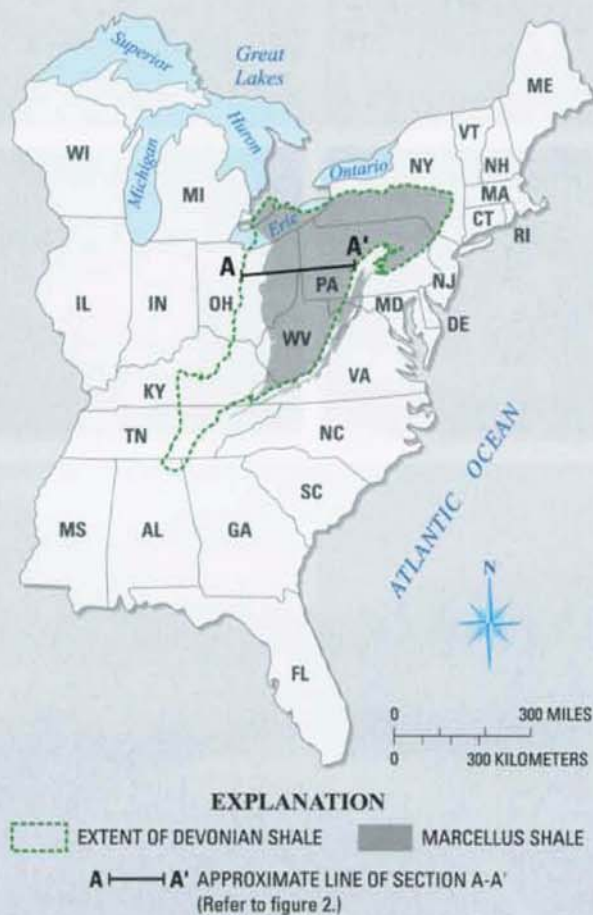 Superior
Great
Lakes
Huron
Michigan
Ontario
Erie
ME
VT
NH
NY
MA
CT
RI
WI
MI
A
A'
PA
NJ
OH
MD
DE
IL
IN
WV
VA
KY
TN
NC
SC
MS
AL
GA
FL
ATLANTIC OCEAN
N
0 300 MILES
0 300 KILOMETERS
EXPLANATION
EXTENT OF DEVONIAN SHALE MARCELLUS SHALE
A A' APPROXIMATE LINE OF SECTION A-A'
(Refer to figure 2.)